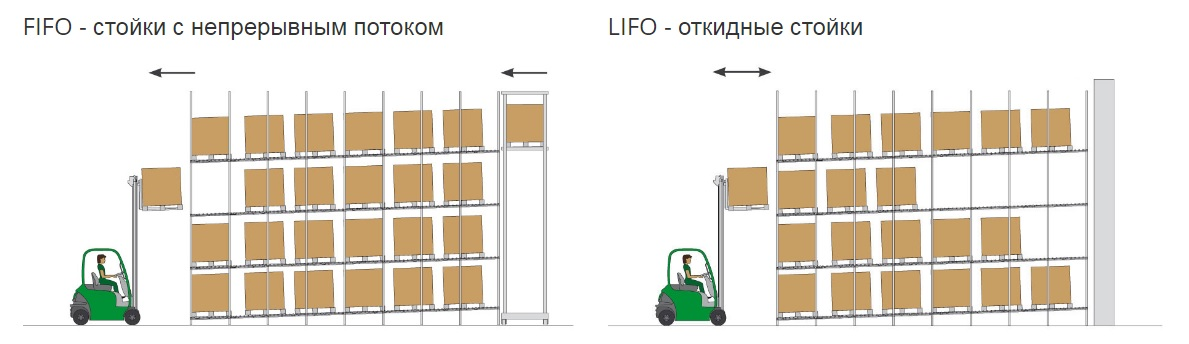 FIFO - стойки с непрерывным потоком
LIFO - откидные стойки